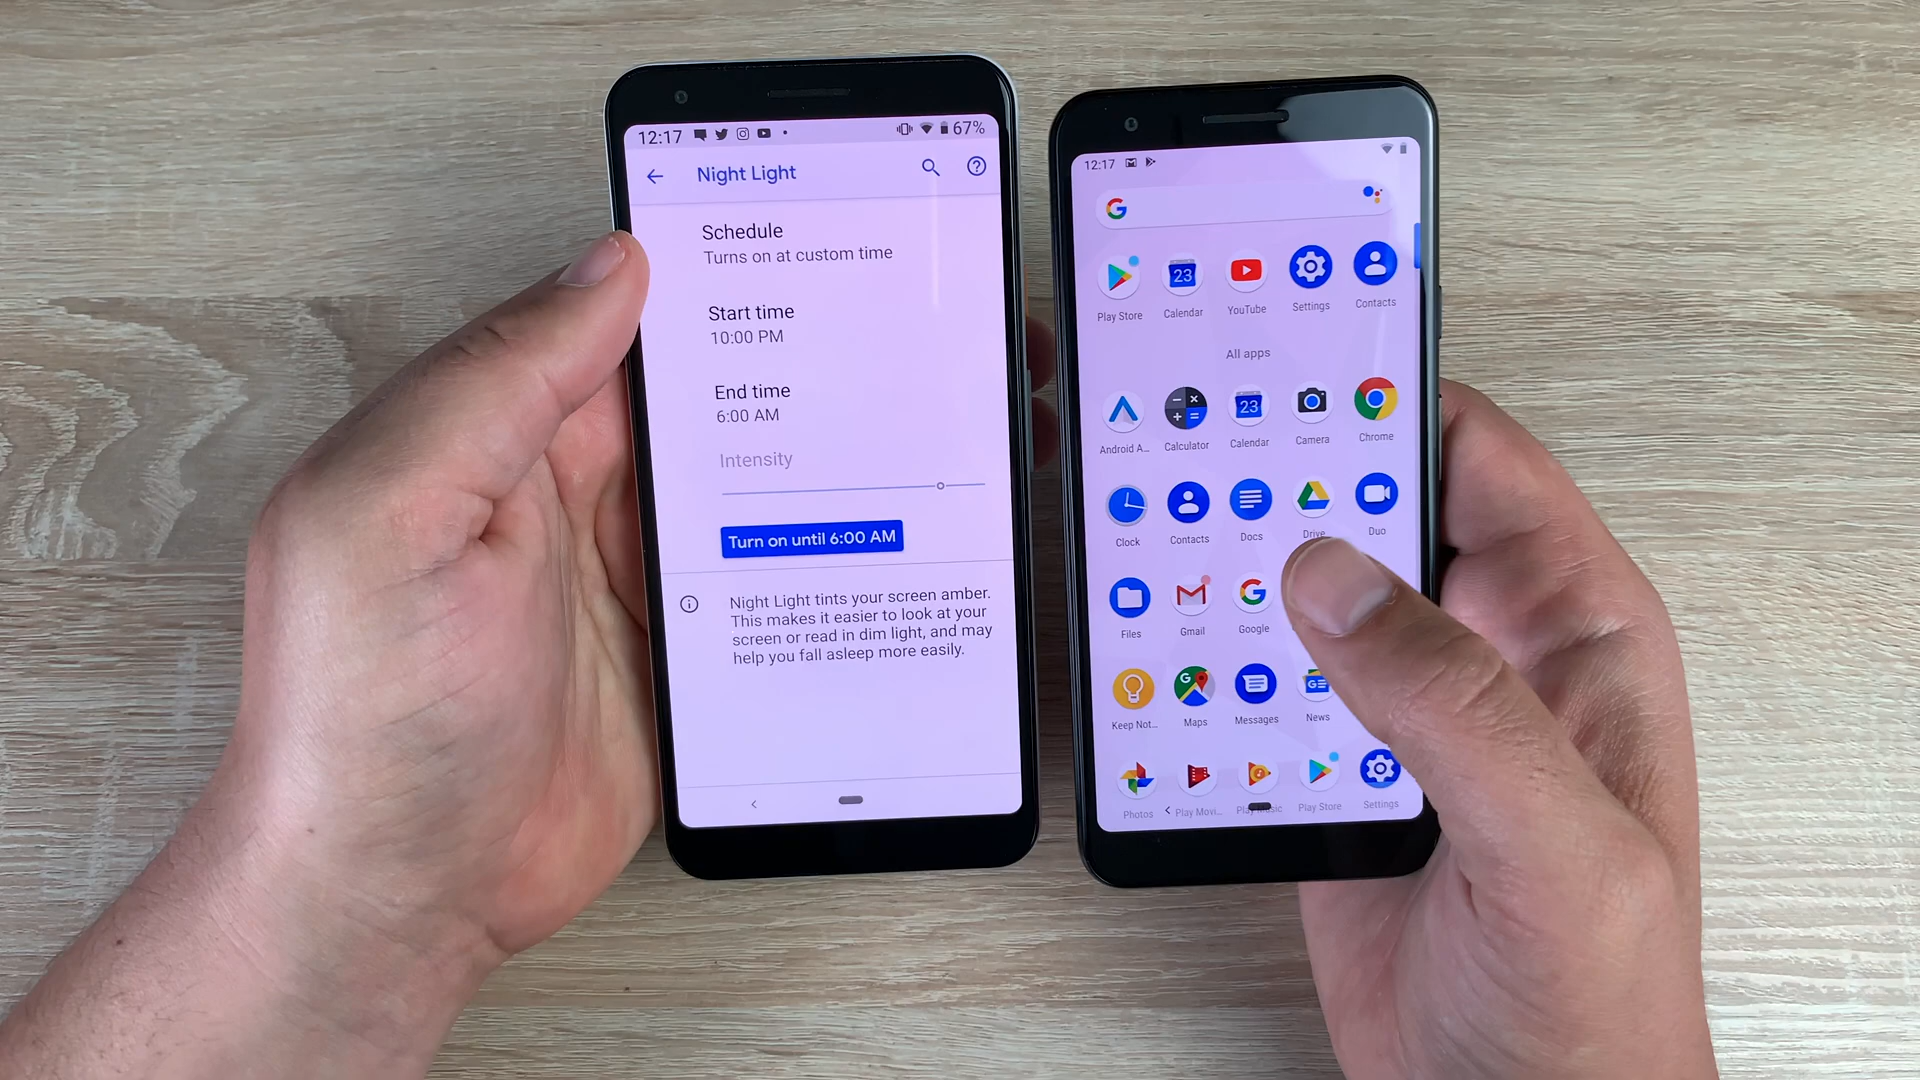 12:17
67%
Night Light
Schedule
Turns on at custom time
Start time
10:00 PM
End time
6:00 AM
Intensity
Turn on until 6:00 AM
Night Light tints your screen amber.
This makes it easier to look at your
screen or read in dim light, and may
help you fall asleep more easily.
12:17
G
23
Play Store Calendar YouTube Settings Contacts
All apps
23
Android A... Calculator Calendar Camera Chrome
Clock Contacts Docs Drive Duo
Files Gmail Google
Keep Not... Maps Messages News
Photos Play Movi... Play Music Play Store Settings